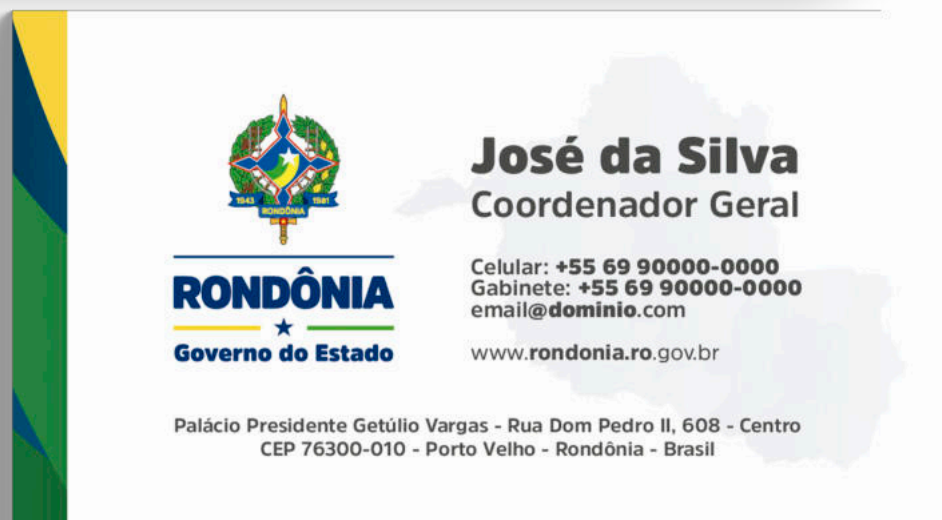 1943 1981
RONDÔNIA
RONDÔNIA
Governo do Estado
José da Silva
Coordenador Geral
Celular: +55 69 90000-0000
Gabinete: +55 69 90000-0000
email@dominio.com
www.rondonia.ro.gov.br
Palácio Presidente Getúlio Vargas - Rua Dom Pedro II, 608 - Centro
CEP 76300-010 - Porto Velho - Rondônia - Brasil